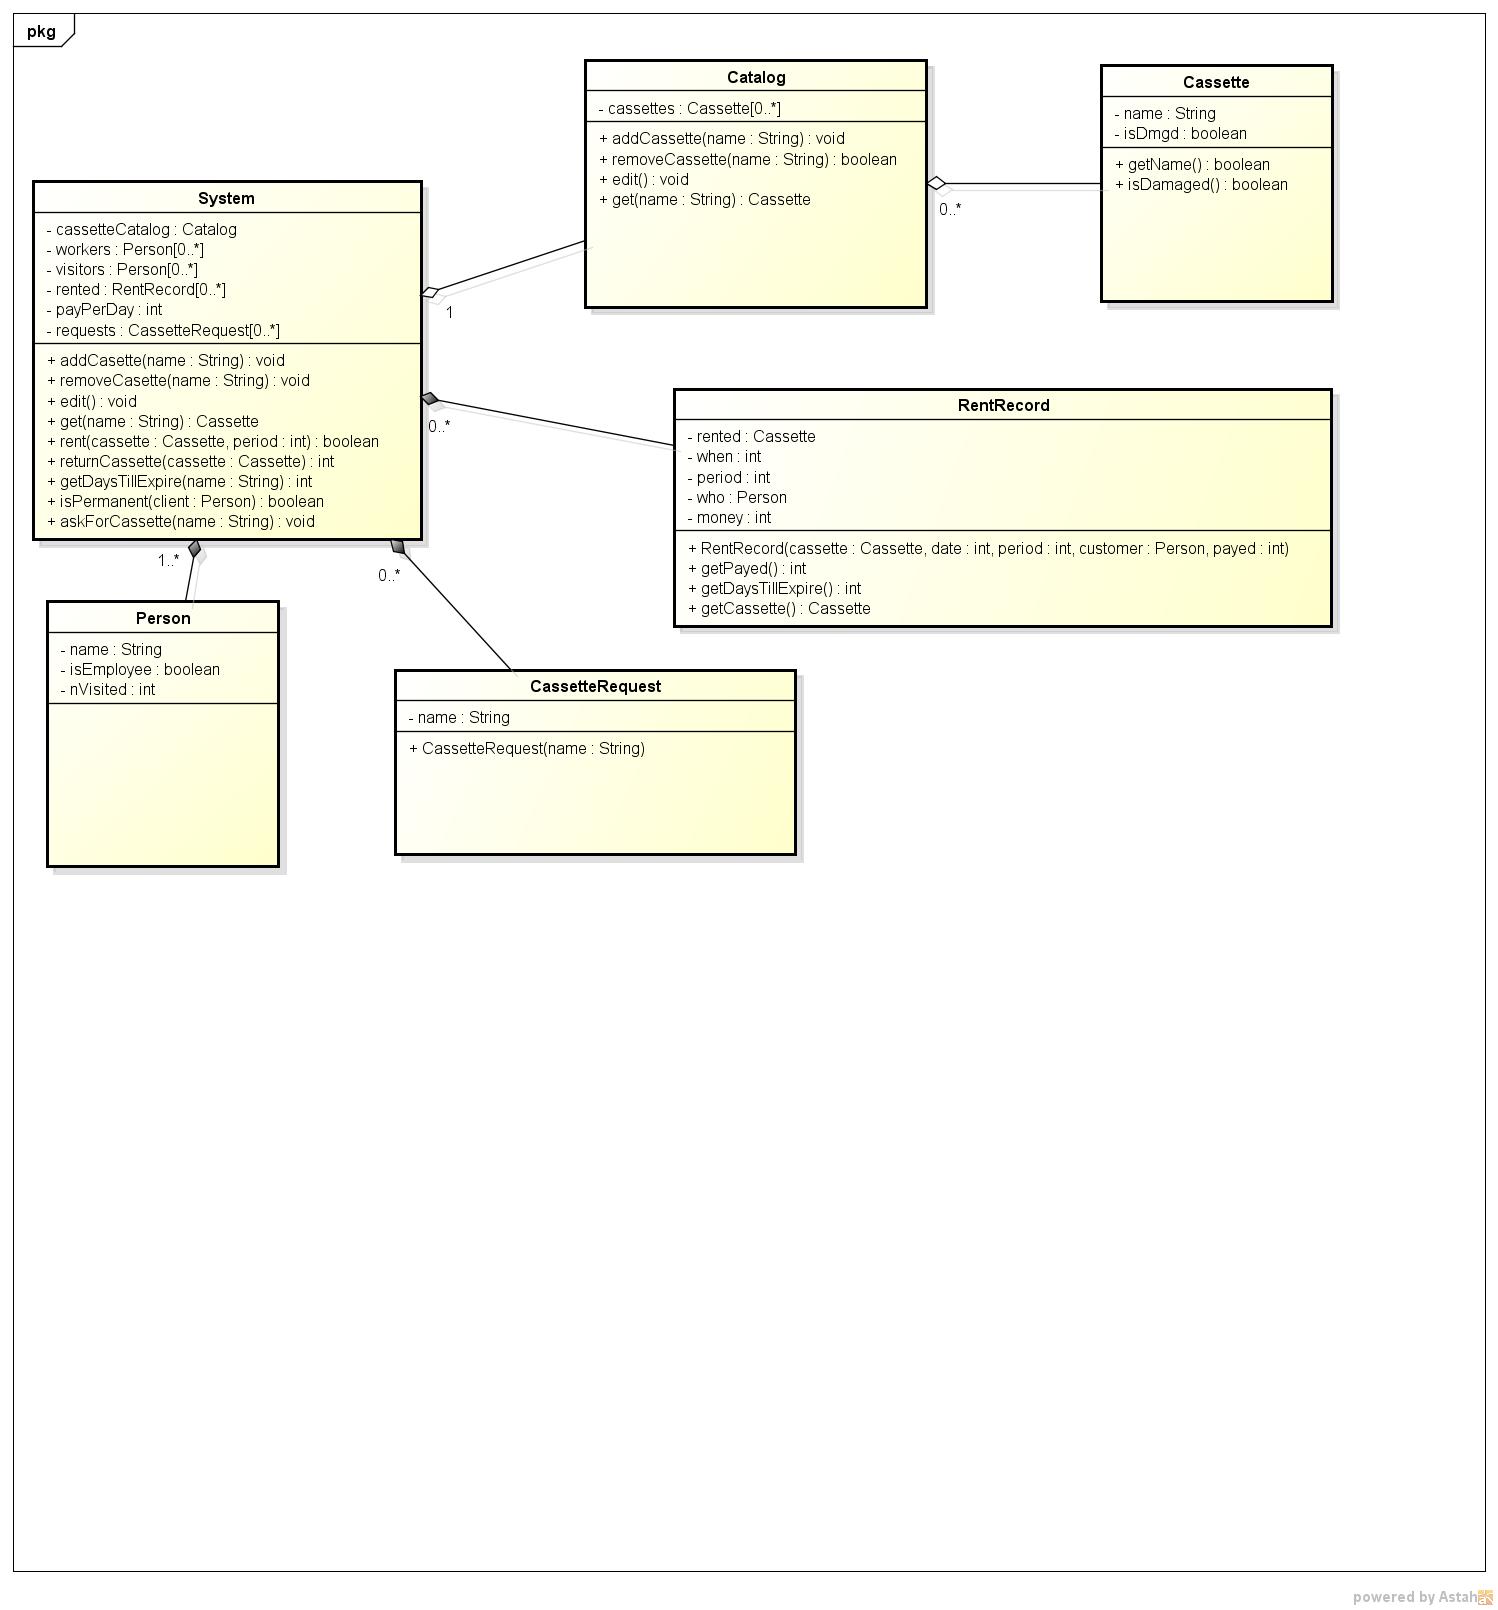 pkg
Catalog
- cassettes : Cassette[0..*]
+ addCassette(name : String) : void
+ removeCassette(name : String) : boolean
+ edit() : void
+ get(name : String) : Cassette
Cassette
- name : String
- isDmgd : boolean
+ getName() : boolean
+ isDamaged() : boolean
0..*
System
- cassetteCatalog : Catalog
- workers : Person[0..*]
- visitors : Person[0..*]
- rented : RentRecord[0..*]
- payPerDay : int
- requests : CassetteRequest[0..*]
+ addCasette(name : String) : void
+ removeCasette(name : String) : void
+ edit() : void
+ get(name : String) : Cassette
+ rent(cassette : Cassette, period : int) : boolean
+ returnCassette(cassette : Cassette) : int
+ getDaysTillExpire(name : String) : int
+ isPermanent(client : Person) : boolean
+ askForCassette(name : String) : void
1
0..*
RentRecord
- rented : Cassette
- when : int
- period : int
- who : Person
- money : int
+ RentRecord(cassette : Cassette, date : int, period : int, customer : Person, payed : int)
+ getPayed() : int
+ getDaysTillExpire() : int
+ getCassette() : Cassette
1..*
0..*
Person
- name : String
- isEmployee : boolean
- nVisited : int
CassetteRequest
- name : String
+ CassetteRequest(name : String)
powered by Astah